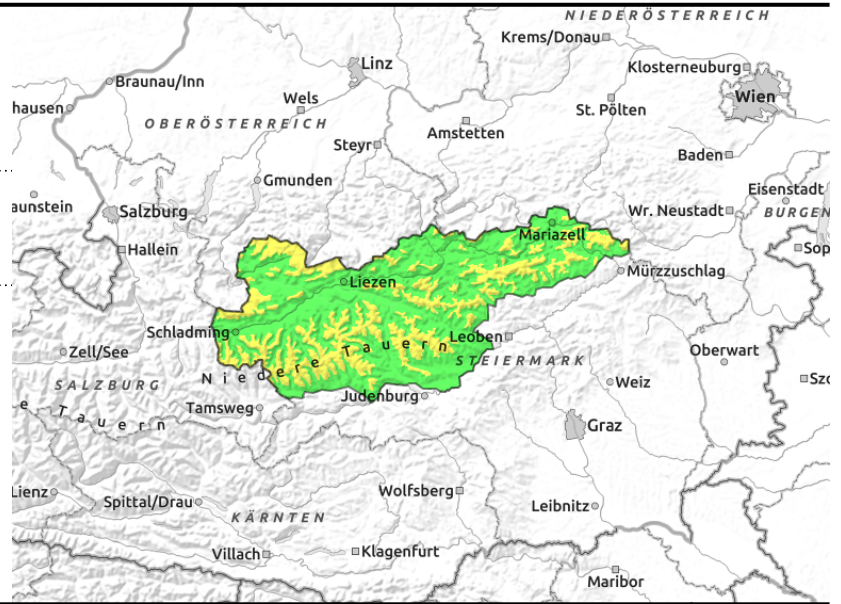 NIEDERÖSTERREICH
Krems/Donau
Linz
Klosterneuburg
Braunau/Inn
Wien
Wels
hausen
St. Pölten
OBERÖSTERREICH
Amstetten
Steyr
Baden
Gmunden
Eisenstadt
aunstein
Salzburg
Wr. Neustadt
BURGEN
Mariazell
Hallein
Sop
Mürzzuschlag
Liezen
Schladming
Leoben
Zell/See
Niedere Tauern
STEIERMARK
Oberwart
SALZBURG
Weiz
Szo
e Tauern
Tamsweg
Judenburg
Graz
Lienz
Spittal/Drau
Wolfsberg
Leibnitz
KÄRNTEN
Villach
Klagenfurt
Maribor